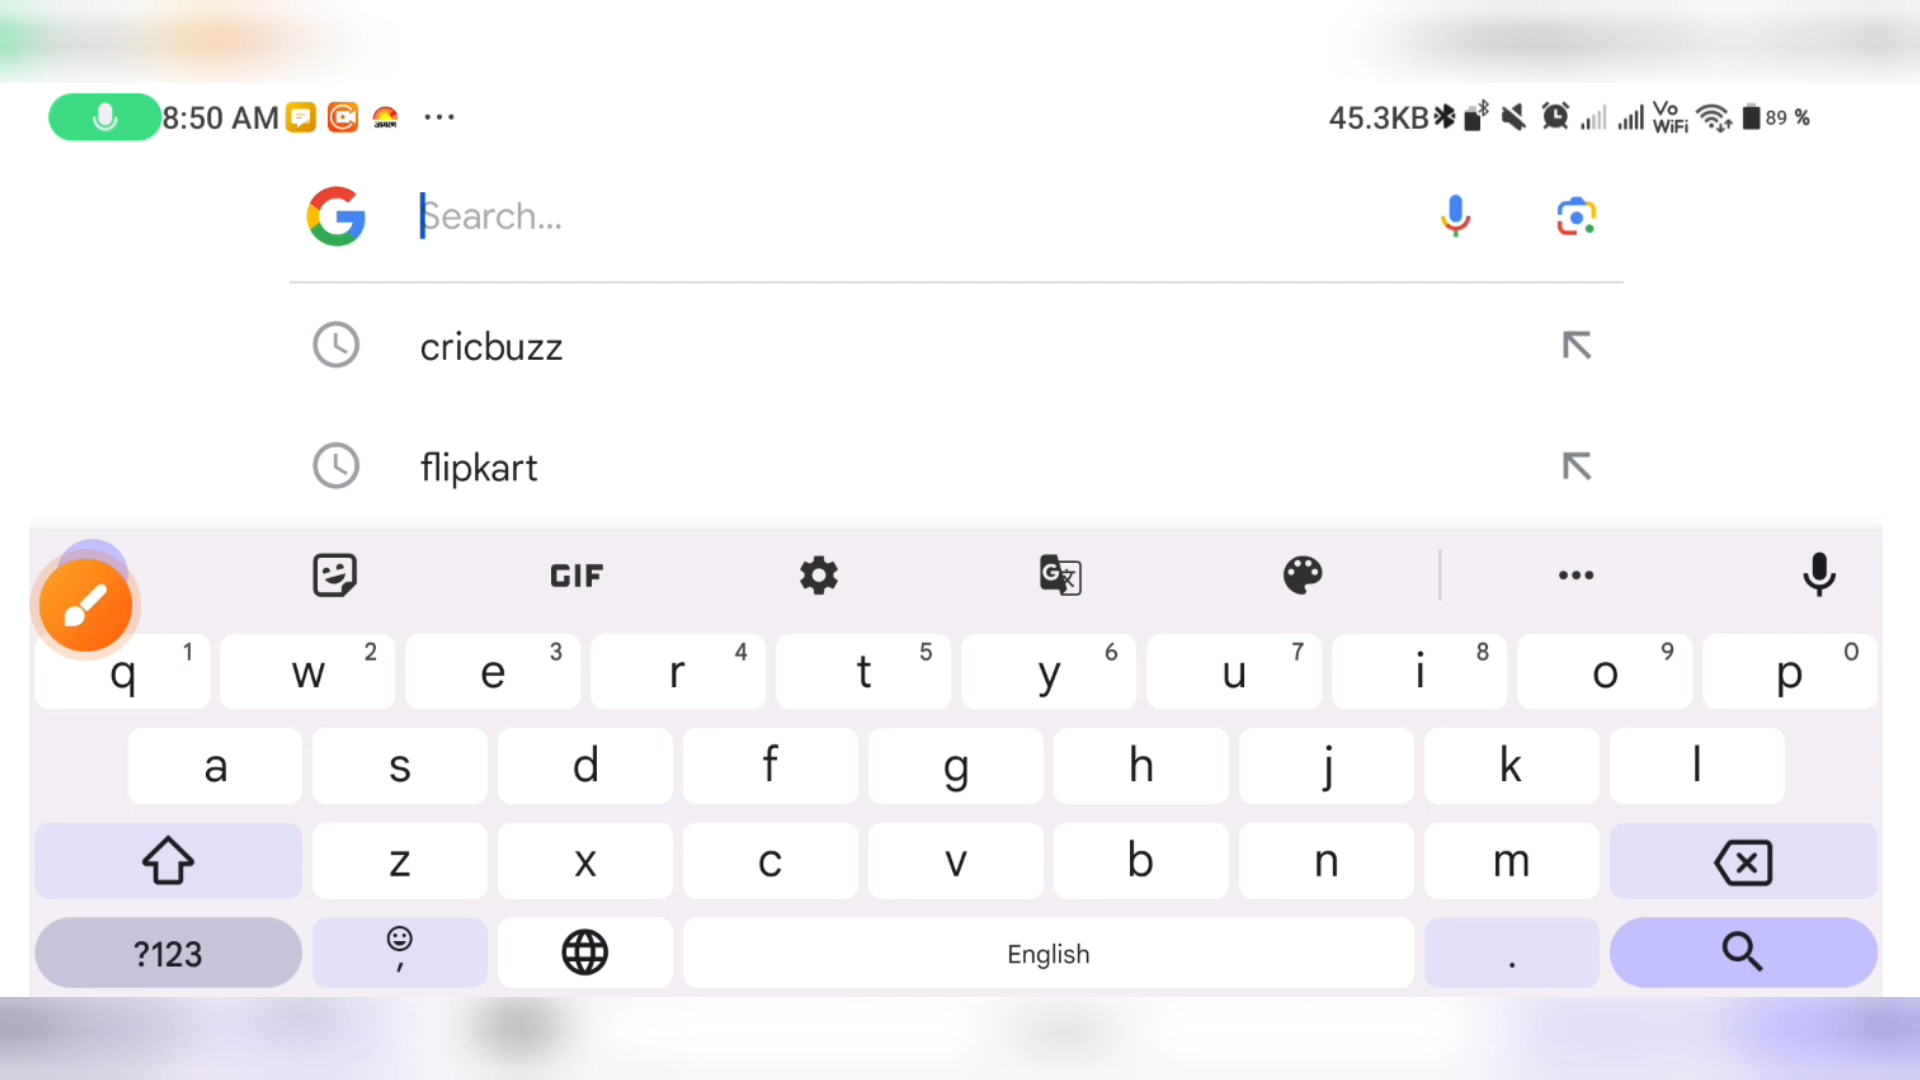 8:50 AM ... 45.3KB Vo WiFi 89 %
Search...
cricbuzz
flipkart
GIF
q 1 w 2 e 3 r 4 t 5 y 6 u 7 i 8 o 9 p 0
a s d f g h j k l
z x c v b n m
?123 , English .